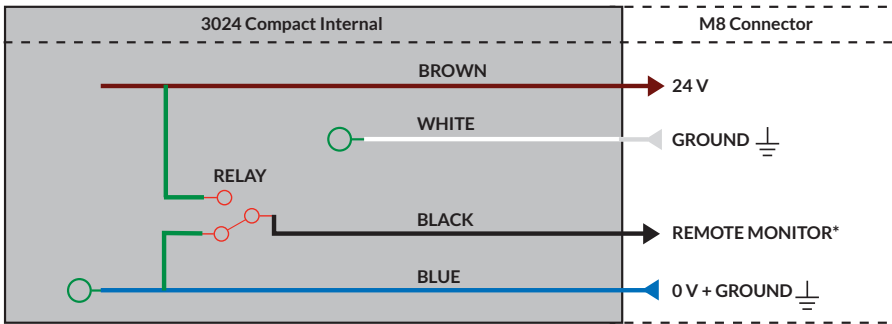 3024 Compact Internal
M8 Connector
BROWN
24 V
WHITE
GROUND
RELAY
BLACK
REMOTE MONITOR*
BLUE
0 V + GROUND